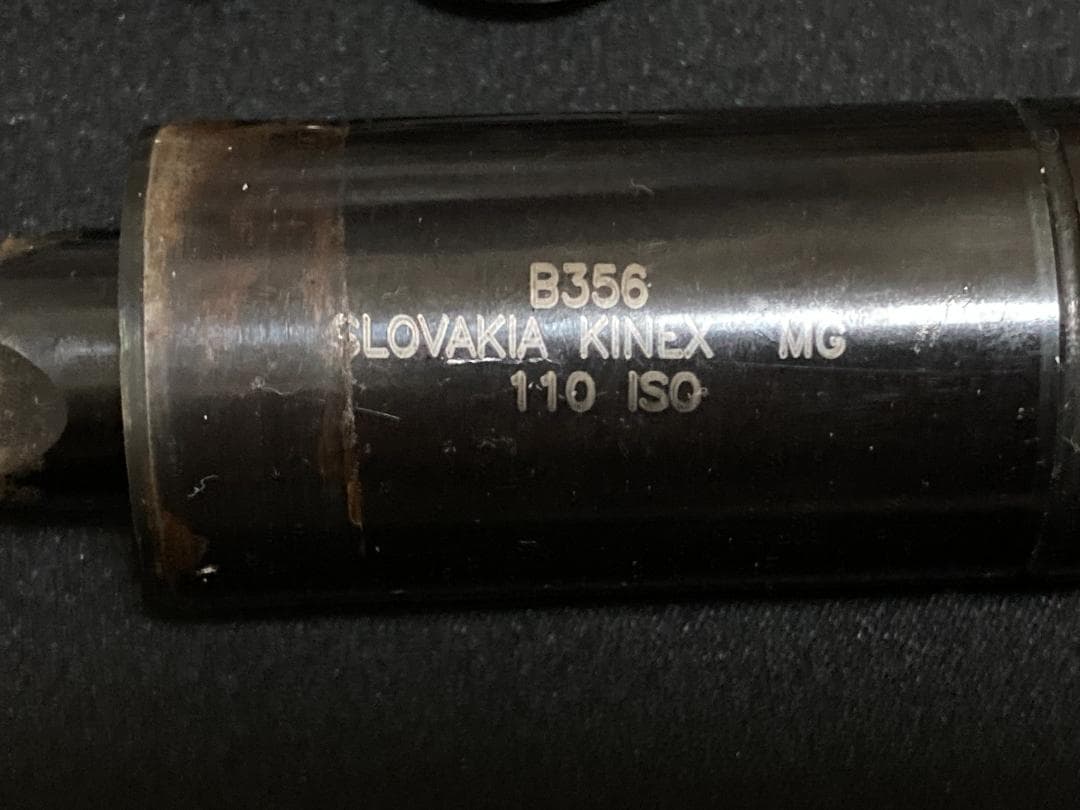 B356
SLOVAKIA KINEX MG
110 ISO